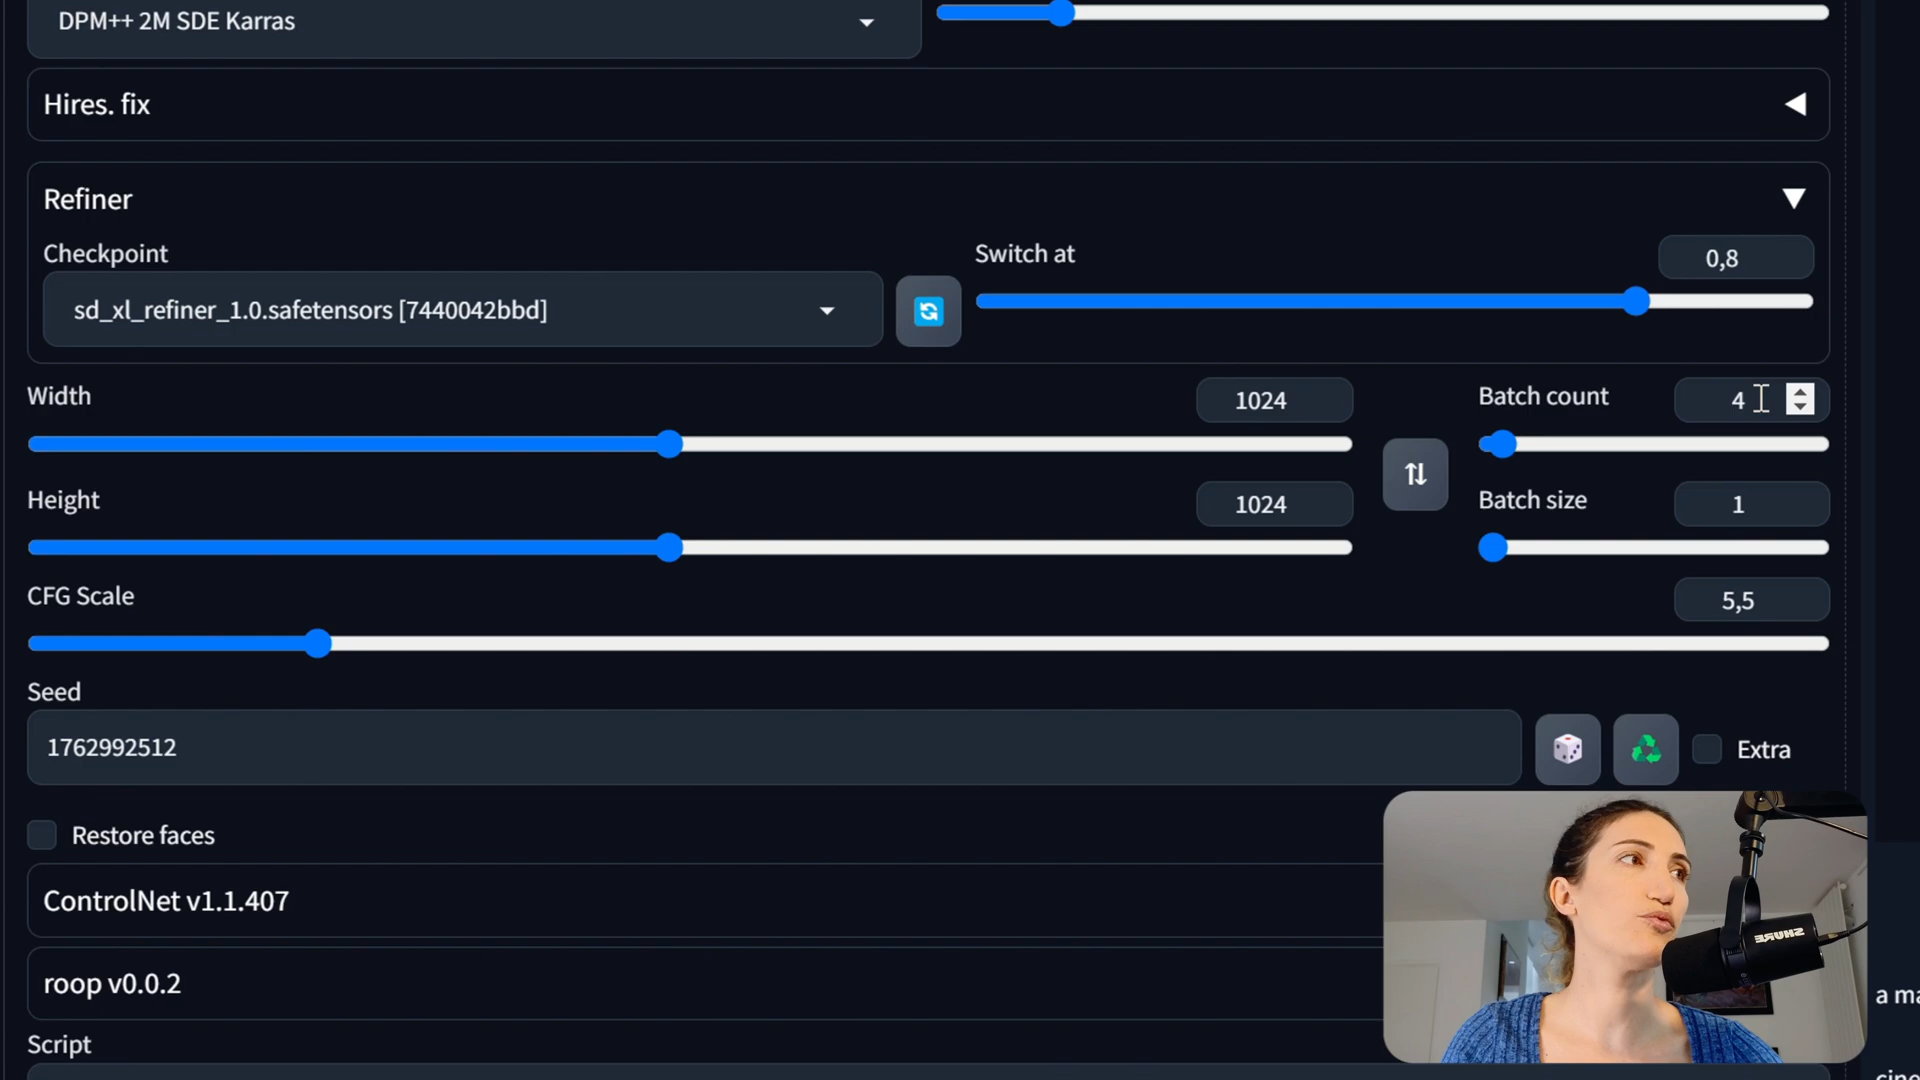 DPM++ 2M SDE Karras
Hires. fix
Refiner
Checkpoint
Switch at
0,8
sd_xl_refiner_1.0.safetensors [7440042bbd]
Width
1024
Batch count
4
Height
1024
Batch size
1
CFG Scale
5,5
Seed
1762992512
Extra
Restore faces
ControlNet v1.1.407
SHURE
roop v0.0.2
a ma
Script